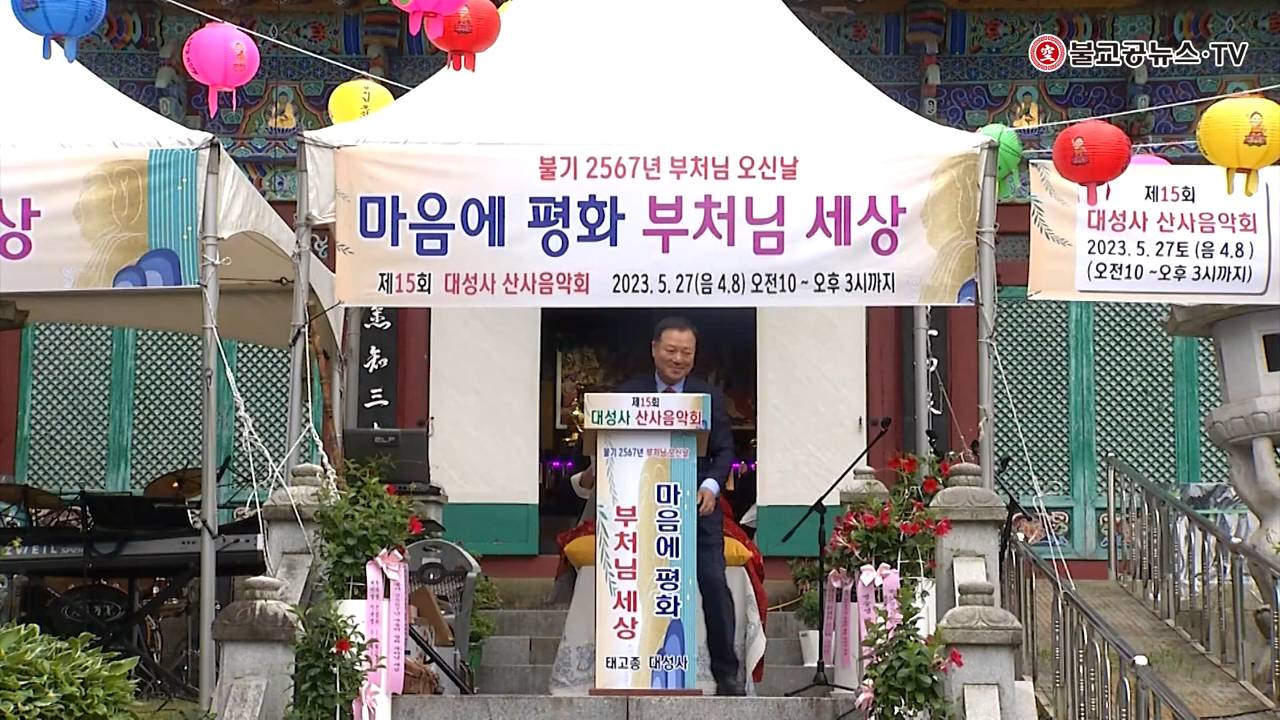 불교공뉴스·TV
불기 2567년 부처님 오신날
마음에 평화 부처님 세상
제15회 대성사 산사음악회 2023. 5. 27(음 4.8) 오전10 ~ 오후 3시까지
상
제15회
대성사 산사음악회
2023. 5. 27토 (음 4.8)
(오전10 ~오후 3시까지)
知
三
제15회
대성사 산사음악회
불기 2567년 부처님 오신날
마음에 평화
부처님 세상
태고종 대성사